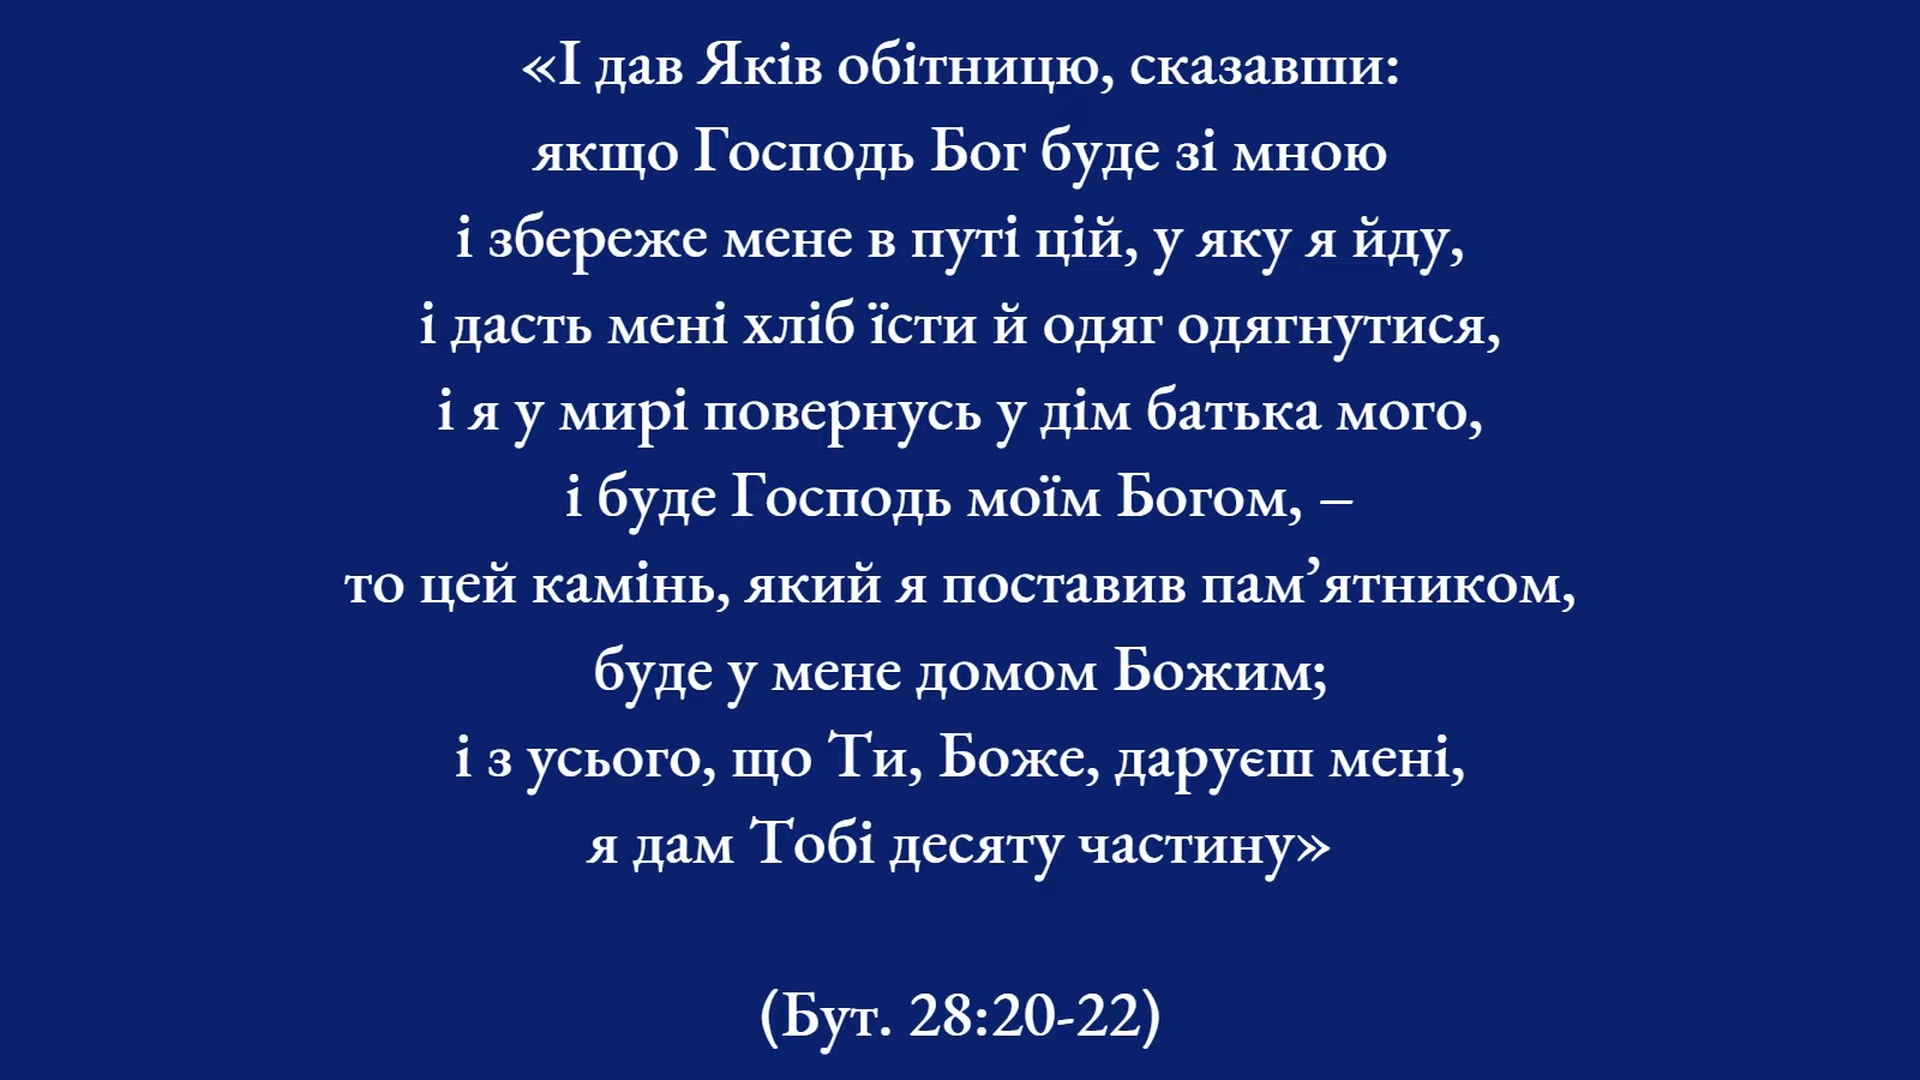 «І дав Яків обітницю, сказавши:
якщо Господь Бог буде зі мною
і збереже мене в путі цій, у яку я йду,
і дасть мені хліб їсти й одяг одягнутися,
і я у мирі повернусь у дім батька мого,
і буде Господь моїм Богом, –
то цей камінь, який я поставив пам’ятником,
буде у мене домом Божим;
і з усього, що Ти, Боже, даруєш мені,
я дам Тобі десяту частину»
(Бут. 28:20-22)